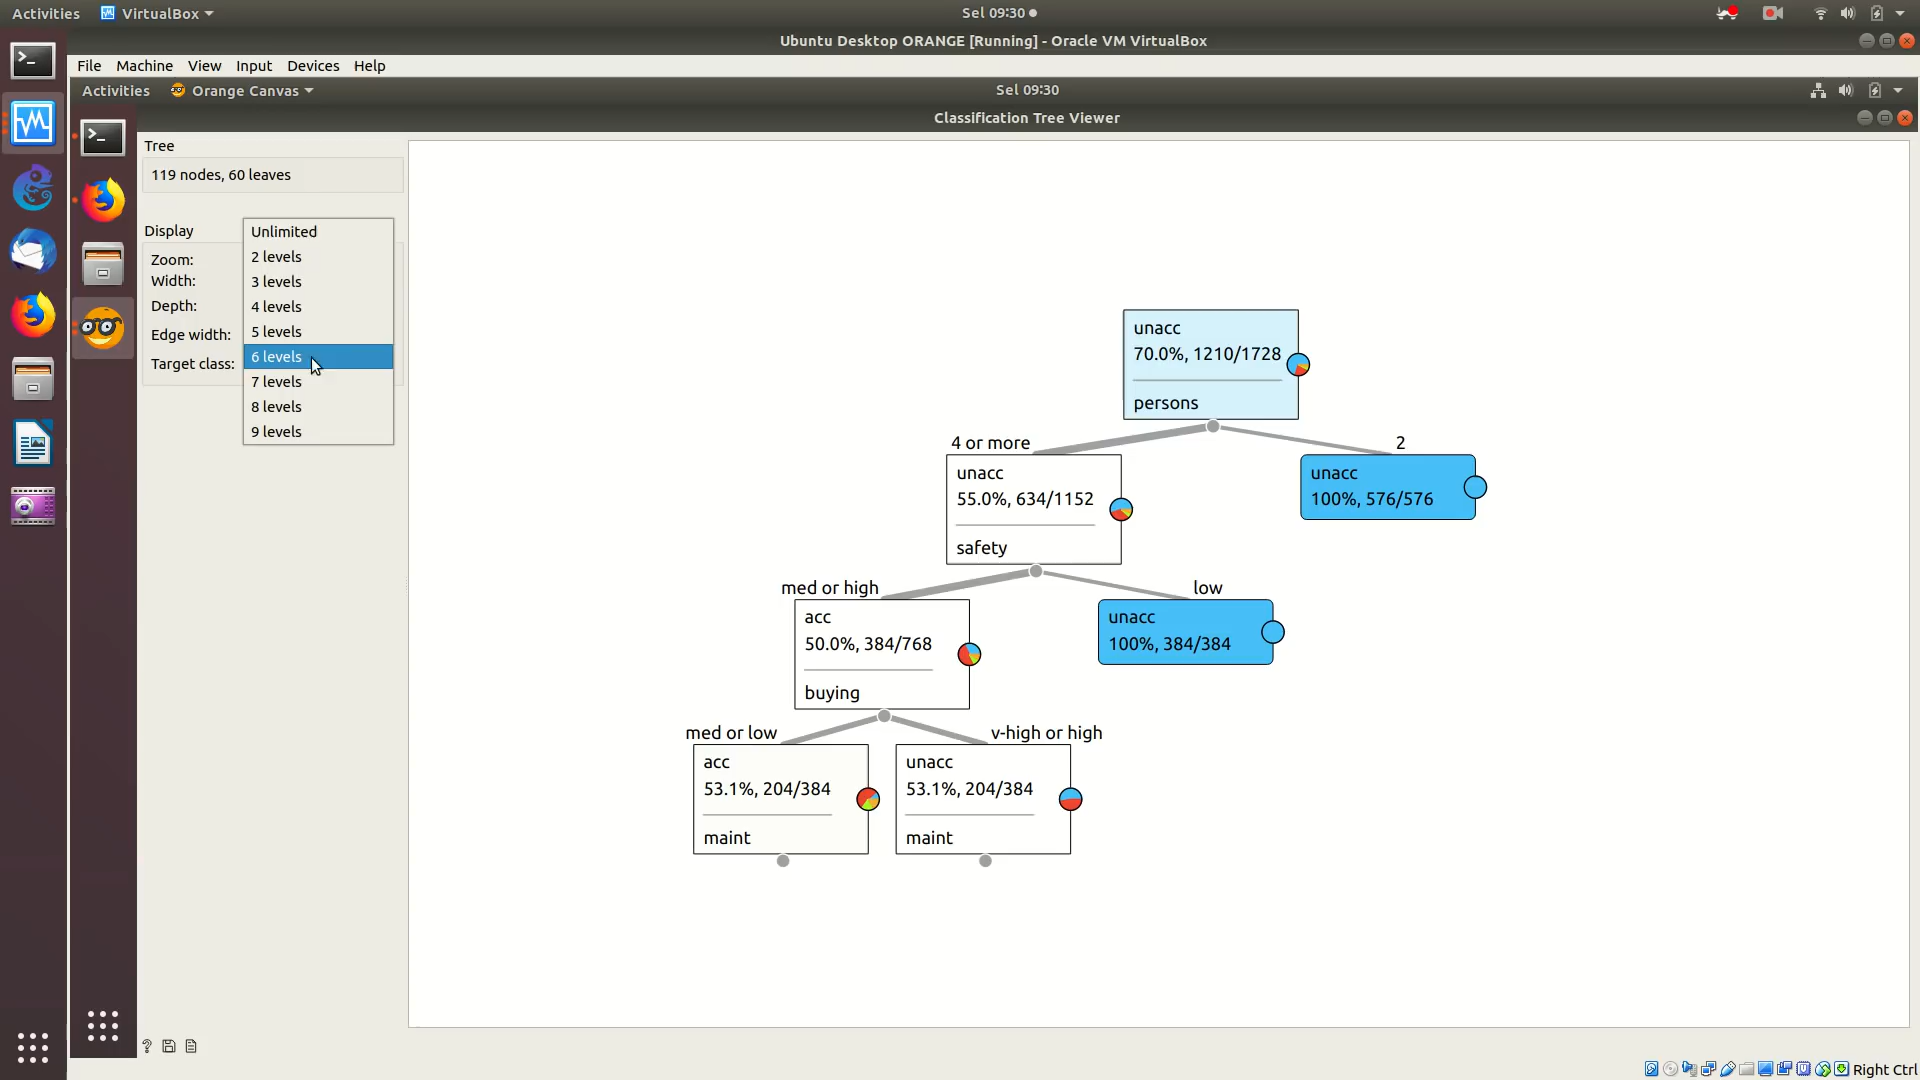 Activities VirtualBox Sel 09:30
Ubuntu Desktop ORANGE [Running] - Oracle VM VirtualBox
File Machine View Input Devices Help
Activities Orange Canvas Sel 09:30
Classification Tree Viewer
Tree
119 nodes, 60 leaves
Display
Zoom:
Width:
Depth:
Edge width:
Target class:
Unlimited
2 levels
3 levels
4 levels
5 levels
6 levels
7 levels
8 levels
9 levels
unacc
70.0%, 1210/1728
persons
4 or more
2
unacc
55.0%, 634/1152
safety
unacc
100%, 576/576
med or high
low
acc
50.0%, 384/768
buying
unacc
100%, 384/384
med or low
v-high or high
acc
53.1%, 204/384
maint
unacc
53.1%, 204/384
maint
?
Right Ctrl